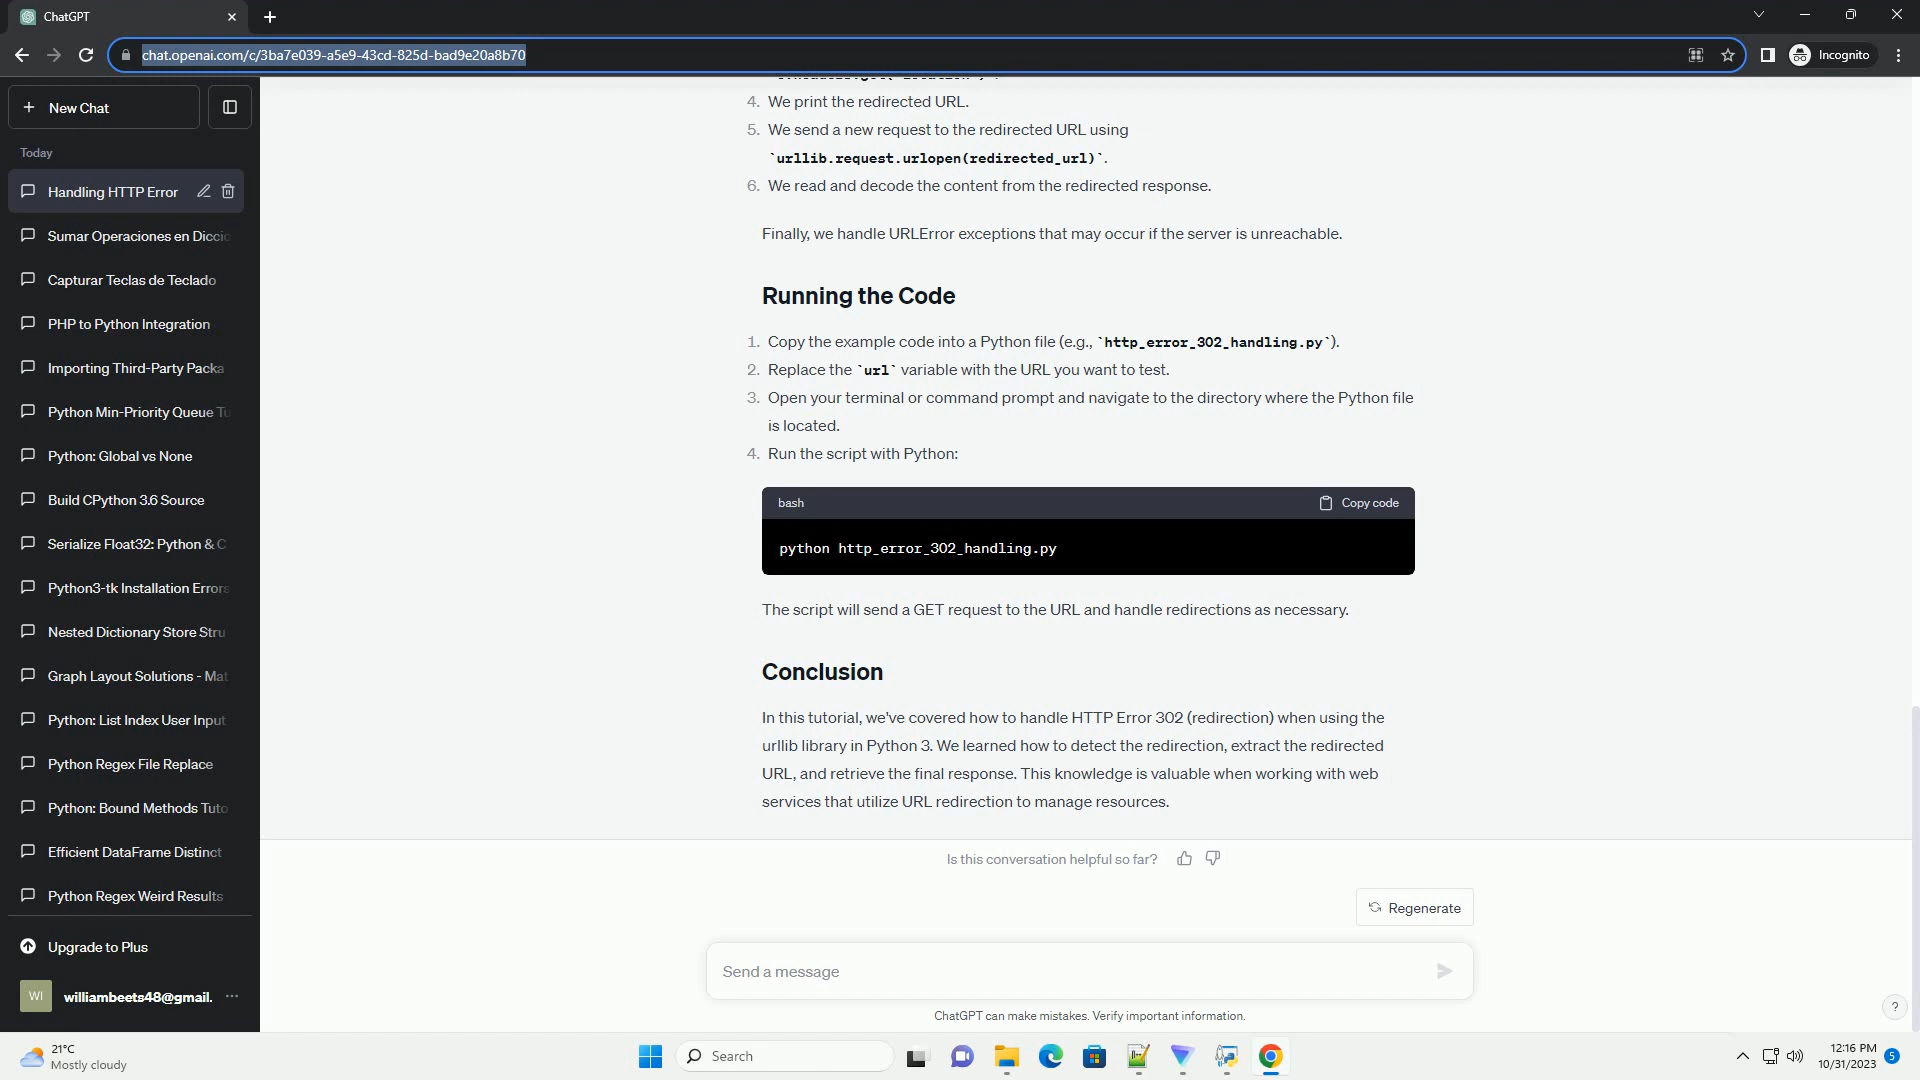 ChatGPT
chat.openai.com/c/3ba7e039-a5e9-43cd-825d-bad9e20a8b70
Incognito
New Chat
Today
Handling HTTP Error
Sumar Operaciones en Diccio
Capturar Teclas de Teclado
PHP to Python Integration
Importing Third-Party Packa
Python Min-Priority Queue Tu
Python: Global vs None
Build CPython 3.6 Source
Serialize Float32: Python & C
Python3-tk Installation Errors
Nested Dictionary Store Stru
Graph Layout Solutions - Mat
Python: List Index User Input
Python Regex File Replace
Python: Bound Methods Tuto
Efficient DataFrame Distinct
Python Regex Weird Results
Upgrade to Plus
WI
williambeets48@gmail.
4. We print the redirected URL.
5. We send a new request to the redirected URL using
`urllib.request.urlopen(redirected_url)`.
6. We read and decode the content from the redirected response.
Finally, we handle URLError exceptions that may occur if the server is unreachable.
Running the Code
1. Copy the example code into a Python file (e.g., `http_error_302_handling.py`).
2. Replace the `url` variable with the URL you want to test.
3. Open your terminal or command prompt and navigate to the directory where the Python file
is located.
4. Run the script with Python:
bash
Copy code
python http_error_302_handling.py
The script will send a GET request to the URL and handle redirections as necessary.
Conclusion
In this tutorial, we've covered how to handle HTTP Error 302 (redirection) when using the
urllib library in Python 3. We learned how to detect the redirection, extract the redirected
URL, and retrieve the final response. This knowledge is valuable when working with web
services that utilize URL redirection to manage resources.
Is this conversation helpful so far?
Regenerate
Send a message
ChatGPT can make mistakes. Verify important information.
?
21°C
Mostly cloudy
Search
12:16 PM
10/31/2023
5